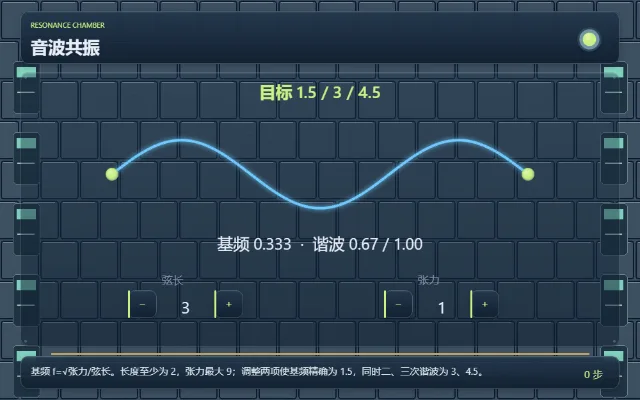 RESONANCE CHAMBER
音波共振
目标 1.5 / 3 / 4.5
基频 0.333 · 谐波 0.67 / 1.00
弦长
− 3 +
张力
− 1 +
基频 f=√张力/弦长。长度至少为 2，张力最大 9；调整两项使基频精确为 1.5，同时二、三次谐波为 3、4.5。
0 步